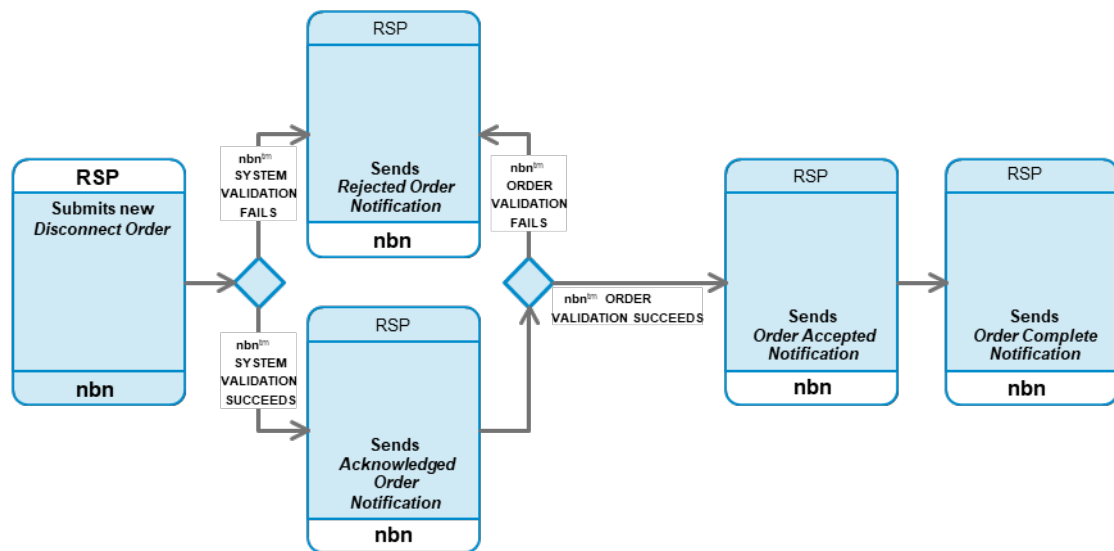 RSP
Submits new
Disconnect Order
nbn
nbn™
SYSTEM
VALIDATION
FAILS
nbn™
SYSTEM
VALIDATION
SUCCEEDS
RSP
Sends
Rejected Order
Notification
nbn
RSP
Sends
Acknowledged
Order
Notification
nbn
nbn™
ORDER
VALIDATION
FAILS
nbn™ ORDER
VALIDATION SUCCEEDS
RSP
Sends
Order Accepted
Notification
nbn
RSP
Sends
Order Complete
Notification
nbn